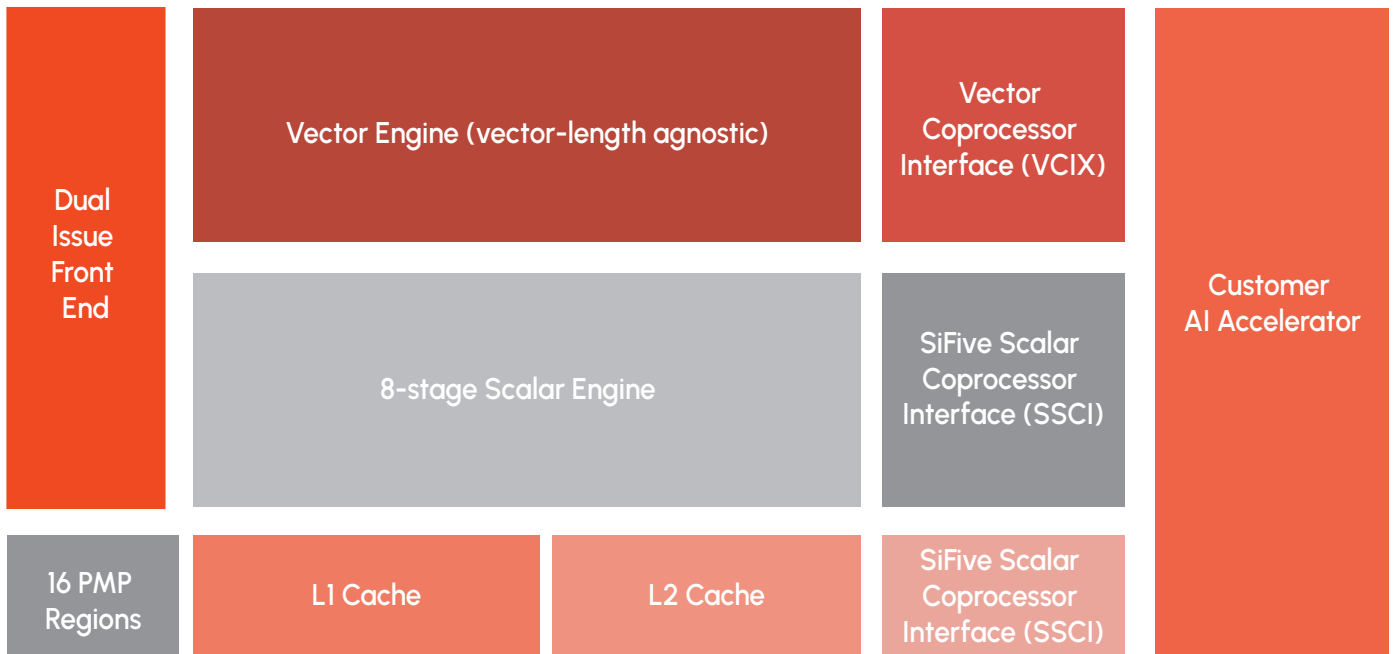 Dual
Issue
Front
End
Vector Engine (vector-length agnostic)
Vector
Coprocessor
Interface (VCIX)
Customer
AI Accelerator
8-stage Scalar Engine
SiFive Scalar
Coprocessor
Interface (SSCI)
16 PMP
Regions
L1 Cache
L2 Cache
SiFive Scalar
Coprocessor
Interface (SSCI)